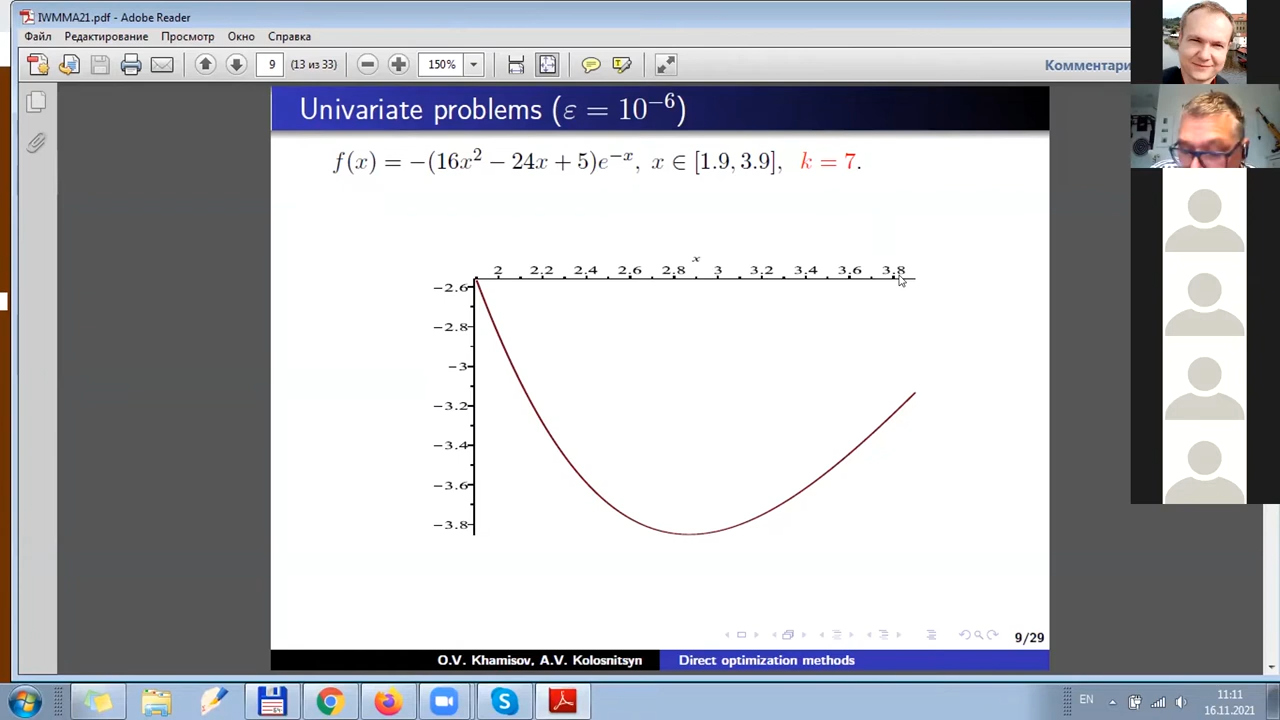 IWMMA21.pdf - Adobe Reader
Файл Редактирование Просмотр Окно Справка
9 (13 из 33) 150% Комментари
Univariate problems (ε = 10⁻⁶)
f(x) = −(16x² − 24x + 5)e⁻ˣ, x ∈ [1.9, 3.9], k = 7.
x
2 2.2 2.4 2.6 2.8 3 3.2 3.4 3.6 3.8
−2.6
−2.8
−3
−3.2
−3.4
−3.6
−3.8
9/29
O.V. Khamisov, A.V. Kolosnitsyn Direct optimization methods
EN 11:11
16.11.2021